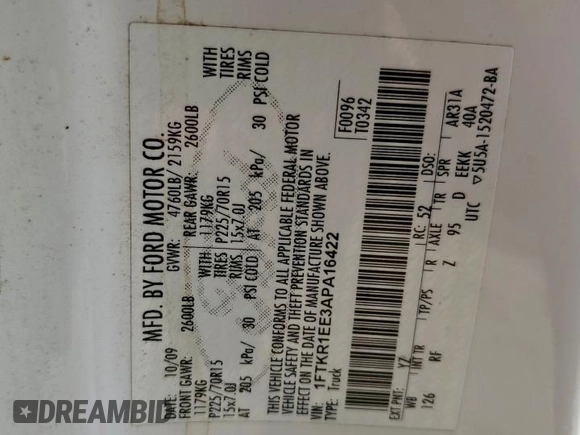 MFD. BY FORD MOTOR CO.
DATE: 10/09 GVWR: 4760LB/ 2159KG
FRONT GAWR: 2600LB REAR GAWR: 2600LB
1179KG WITH 1179KG WITH
P225/70R15 TIRES P225/70R15 TIRES
15x7.0J RIMS 15x7.0J RIMS
AT 205 kPa/ 30 PSI COLD AT 205 kPa/ 30 PSI COLD
THIS VEHICLE CONFORMS TO ALL APPLICABLE FEDERAL MOTOR
VEHICLE SAFETY AND THEFT PREVENTION STANDARDS IN
EFFECT ON THE DATE OF MANUFACTURE SHOWN ABOVE.
VIN: 1FTKR1EE3APA16422
TYPE: Truck
F0096
T0342
EXT PNT: YZ RC: 52 DSO:
WB INT TR TP/PS R AXLE TR SPR AR31A
126 RF Z 95 D EEKK 40A
UTC ▽5U5A-1520472-BA
DREAMBID